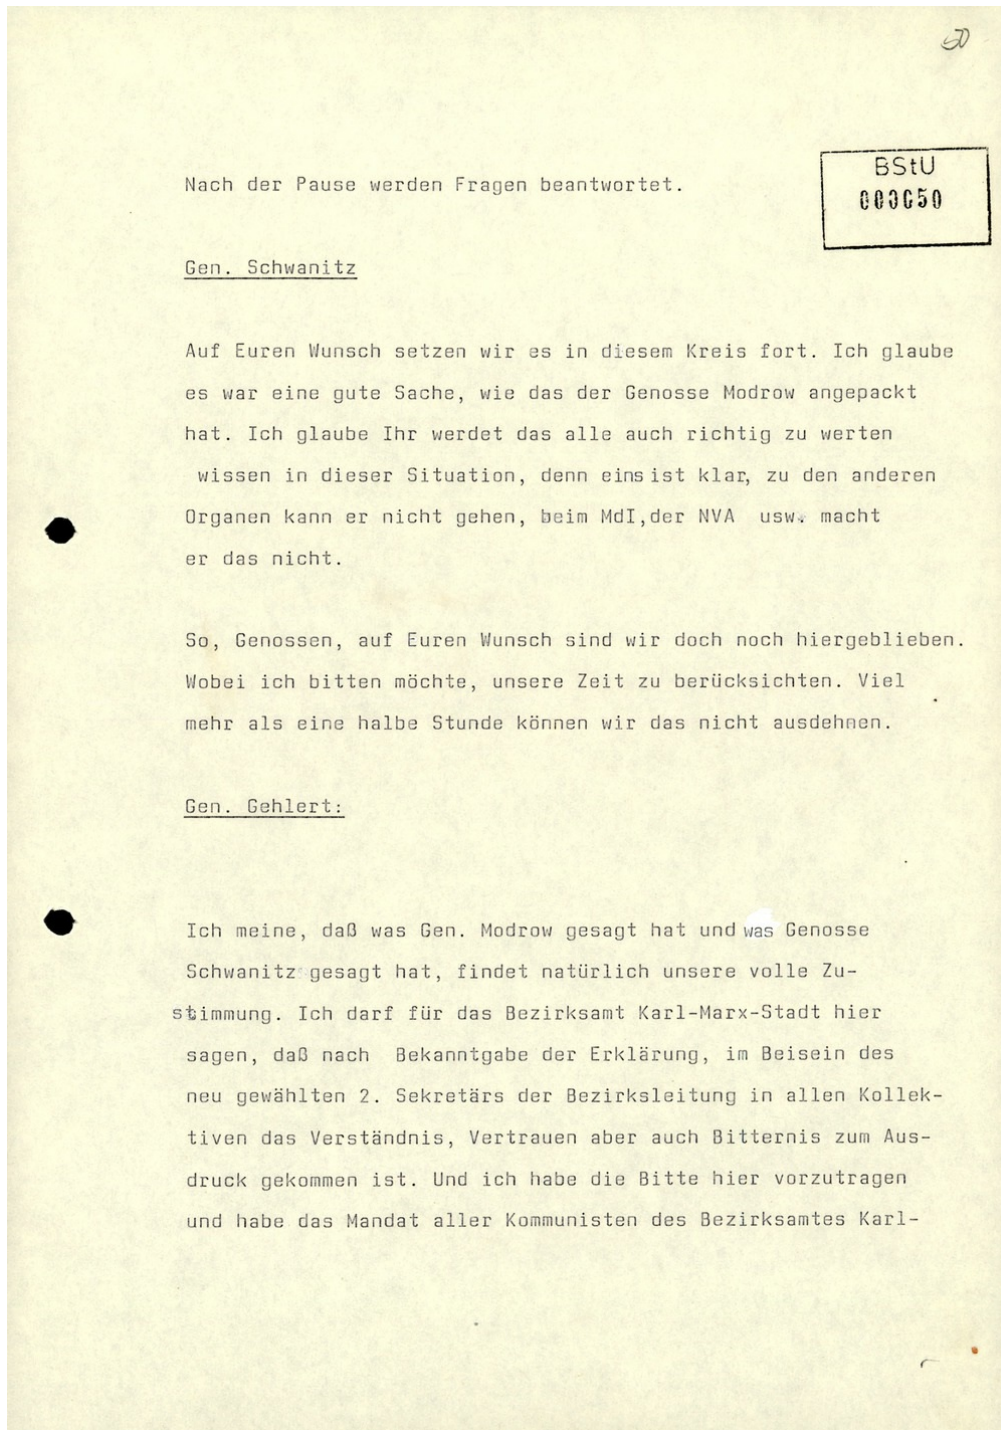 50
BStU
000050
Nach der Pause werden Fragen beantwortet.
Gen. Schwanitz
Auf Euren Wunsch setzen wir es in diesem Kreis fort. Ich glaube
es war eine gute Sache, wie das der Genosse Modrow angepackt
hat. Ich glaube Ihr werdet das alle auch richtig zu werten
wissen in dieser Situation, denn eins ist klar, zu den anderen
Organen kann er nicht gehen, beim MdI,der NVA usw. macht
er das nicht.
So, Genossen, auf Euren Wunsch sind wir doch noch hiergeblieben.
Wobei ich bitten möchte, unsere Zeit zu berücksichten. Viel
mehr als eine halbe Stunde können wir das nicht ausdehnen.
Gen. Gehlert:
Ich meine, daß was Gen. Modrow gesagt hat und was Genosse
Schwanitz gesagt hat, findet natürlich unsere volle Zu-
stimmung. Ich darf für das Bezirksamt Karl-Marx-Stadt hier
sagen, daß nach Bekanntgabe der Erklärung, im Beisein des
neu gewählten 2. Sekretärs der Bezirksleitung in allen Kollek-
tiven das Verständnis, Vertrauen aber auch Bitternis zum Aus-
druck gekommen ist. Und ich habe die Bitte hier vorzutragen
und habe das Mandat aller Kommunisten des Bezirksamtes Karl-